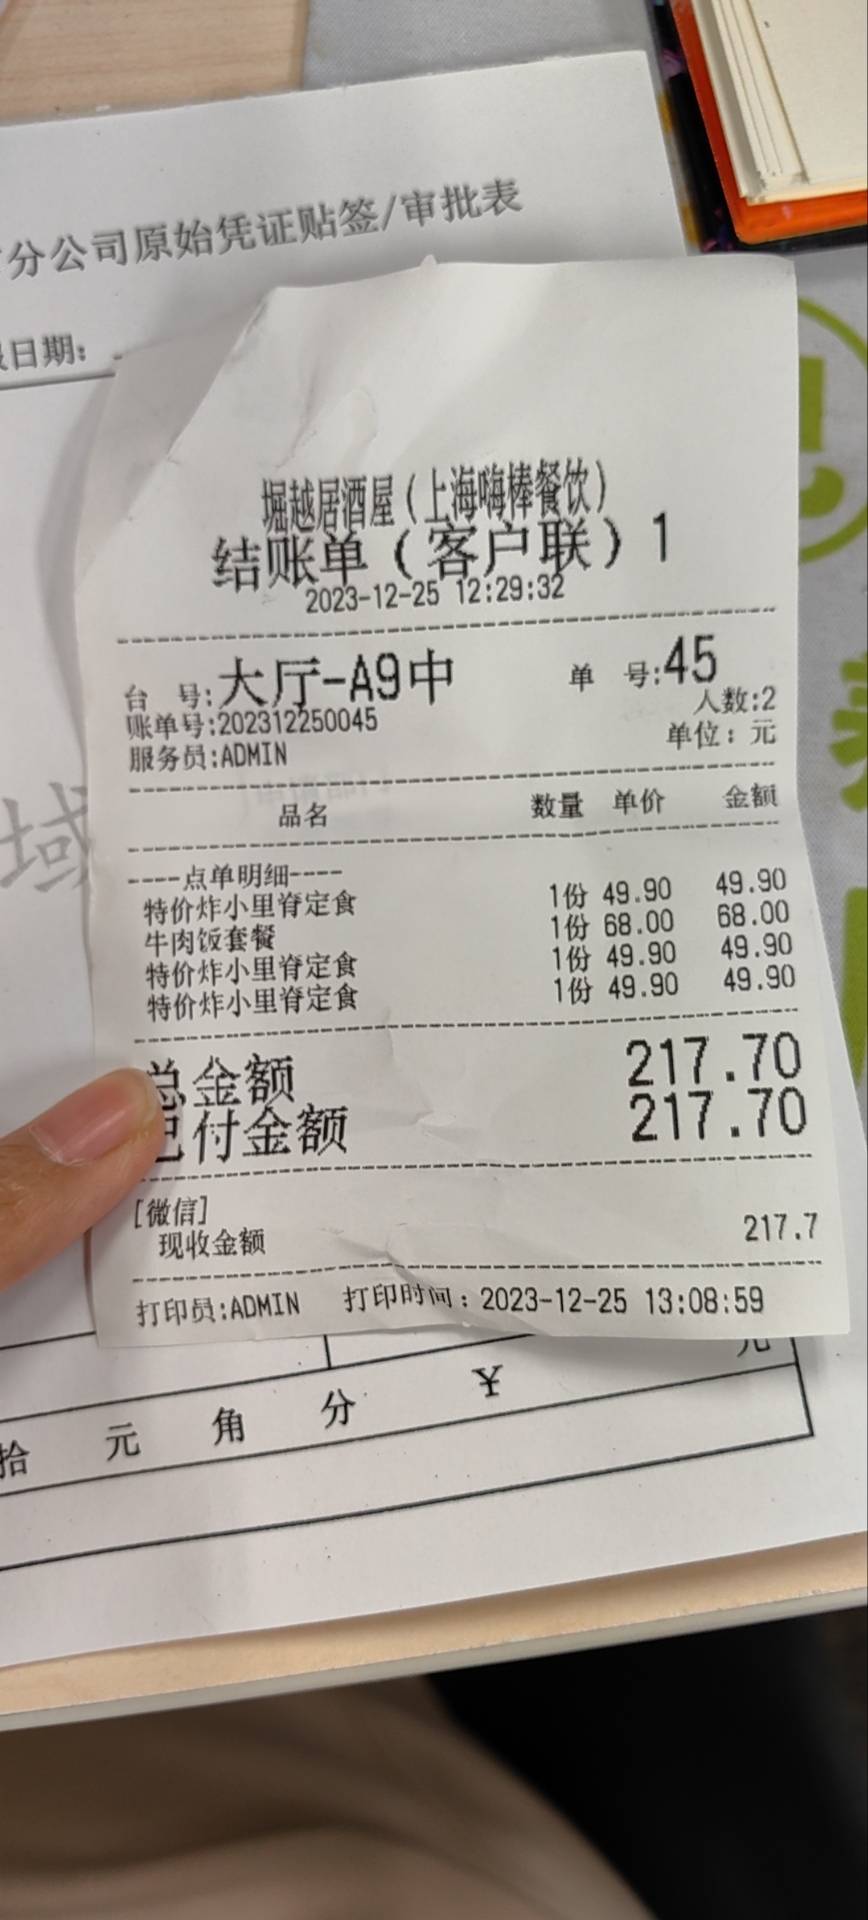 分公司原始凭证贴签/审批表
日期:
堀越居酒屋(上海嗨棒餐饮)
结账单(客户联)1
2023-12-25 12:29:32
台 号:大厅-A9中 单 号:45
人数:2
账单号:202312250045
单位:元
服务员:ADMIN
品名 数量 单价 金额
----点单明细----
特价炸小里脊定食 1份 49.90 49.90
牛肉饭套餐 1份 68.00 68.00
特价炸小里脊定食 1份 49.90 49.90
特价炸小里脊定食 1份 49.90 49.90
总金额 217.70
已付金额 217.70
[微信]
现收金额 217.7
打印员:ADMIN 打印时间:2023-12-25 13:08:59
域
元
拾 元 角 分 ¥